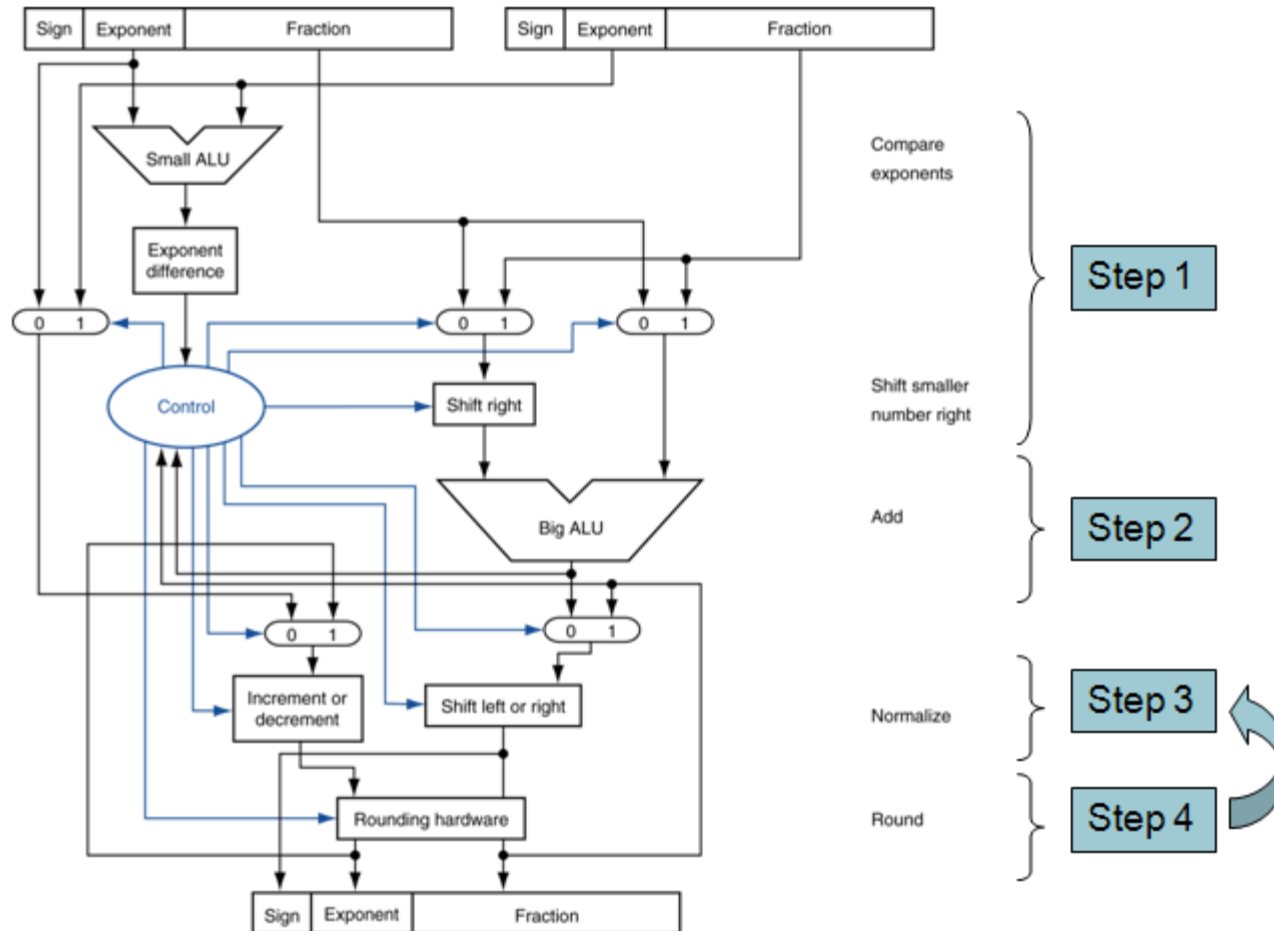 Sign Exponent Fraction
Sign Exponent Fraction
Small ALU
Compare
exponents
Exponent
difference
Step 1
0 1
0 1
0 1
Control
Shift right
Shift smaller
number right
Big ALU
Add
Step 2
0 1
0 1
Increment or
decrement
Shift left or right
Normalize
Step 3
Rounding hardware
Round
Step 4
Sign Exponent Fraction